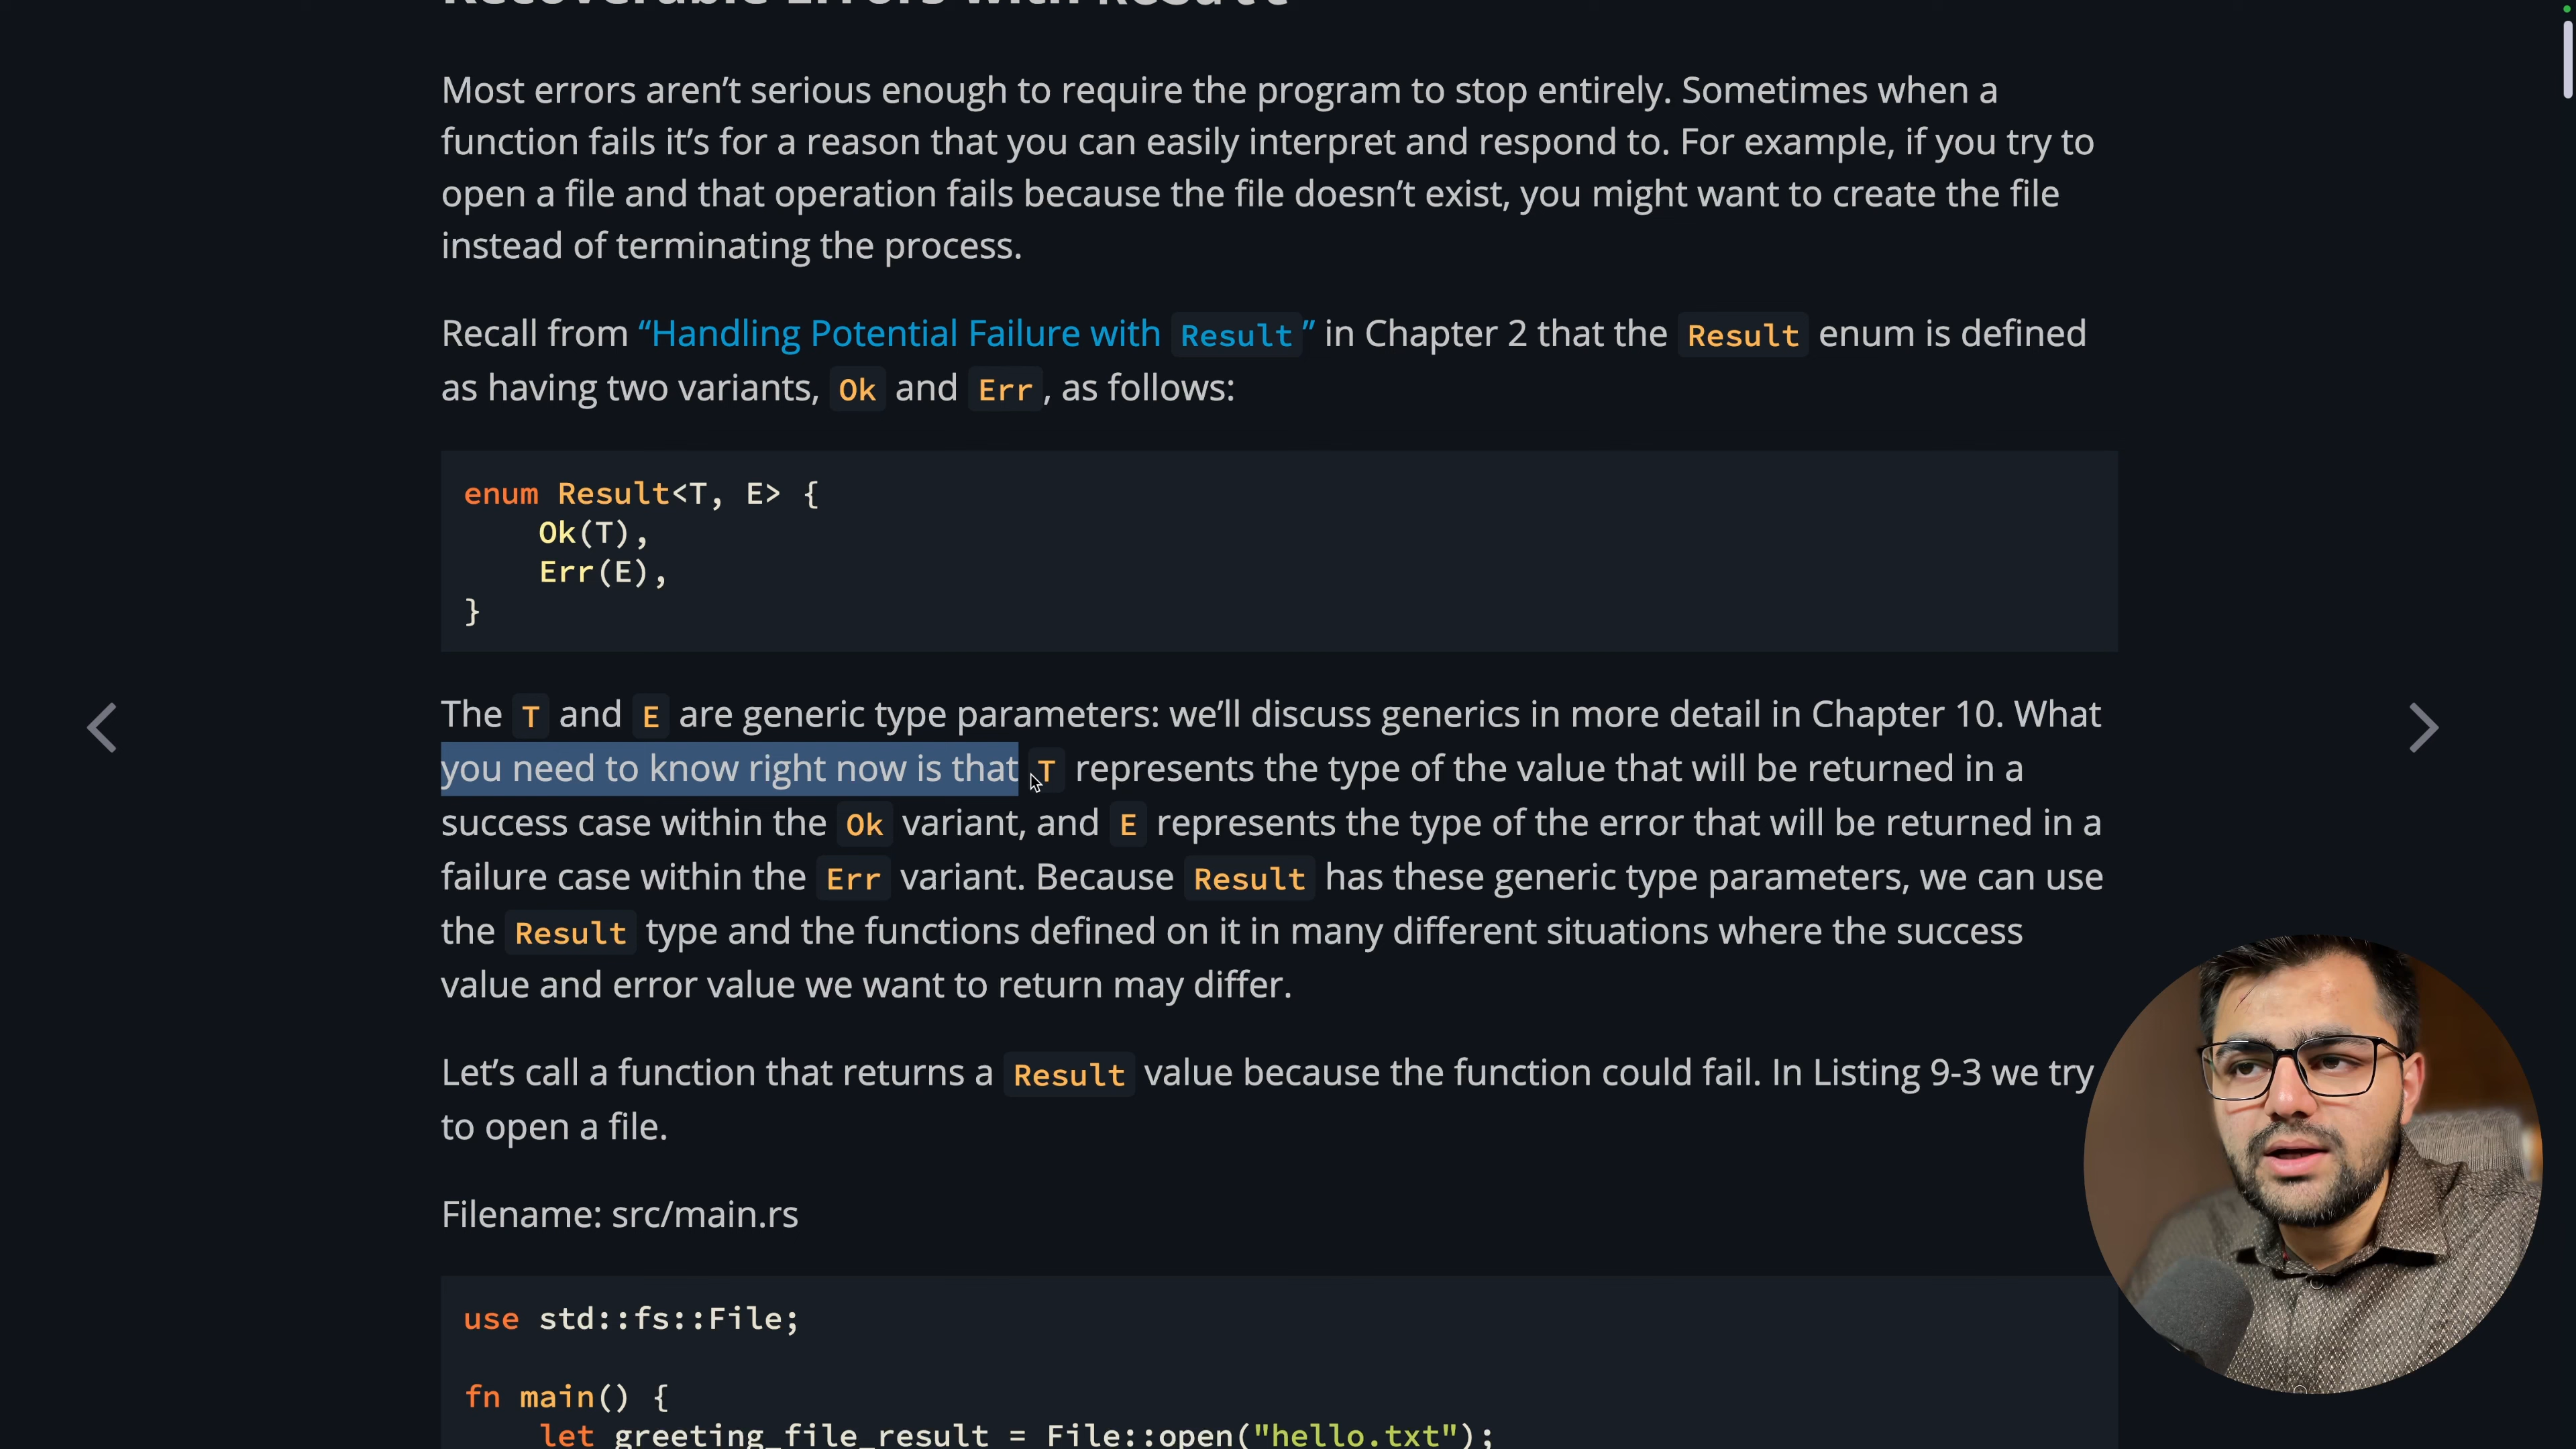 Recoverable Errors with Result
Most errors aren’t serious enough to require the program to stop entirely. Sometimes when a
function fails it’s for a reason that you can easily interpret and respond to. For example, if you try to
open a file and that operation fails because the file doesn’t exist, you might want to create the file
instead of terminating the process.
Recall from “Handling Potential Failure with Result” in Chapter 2 that the Result enum is defined
as having two variants, Ok and Err, as follows:
enum Result<T, E> {
    Ok(T),
    Err(E),
}
The T and E are generic type parameters: we’ll discuss generics in more detail in Chapter 10. What
you need to know right now is that T represents the type of the value that will be returned in a
success case within the Ok variant, and E represents the type of the error that will be returned in a
failure case within the Err variant. Because Result has these generic type parameters, we can use
the Result type and the functions defined on it in many different situations where the success
value and error value we want to return may differ.
Let’s call a function that returns a Result value because the function could fail. In Listing 9-3 we try
to open a file.
Filename: src/main.rs
use std::fs::File;
fn main() {
    let greeting_file_result = File::open("hello.txt");